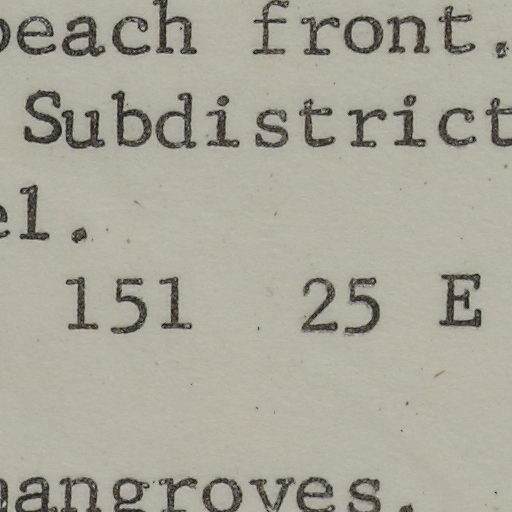 beach front.
Subdistrict
el.
151 25 E
mangroves.